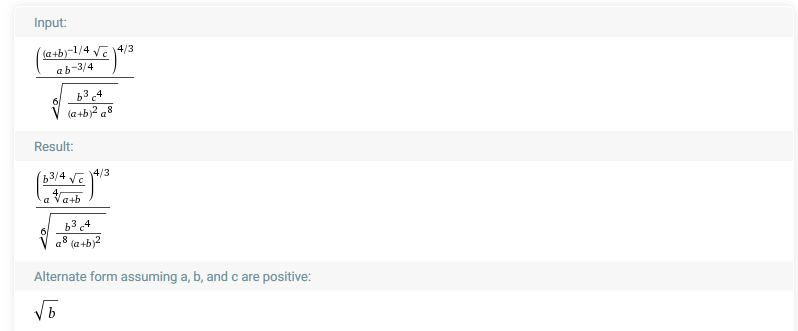 Input:
(((a+b)^(-1/4) √c)/(a b^(-3/4)))^(4/3) / ⁶√((b^3 c^4)/((a+b)^2 a^8))
Result:
((b^(3/4) √c)/(a ⁴√(a+b)))^(4/3) / ⁶√((b^3 c^4)/(a^8 (a+b)^2))
Alternate form assuming a, b, and c are positive:
√b